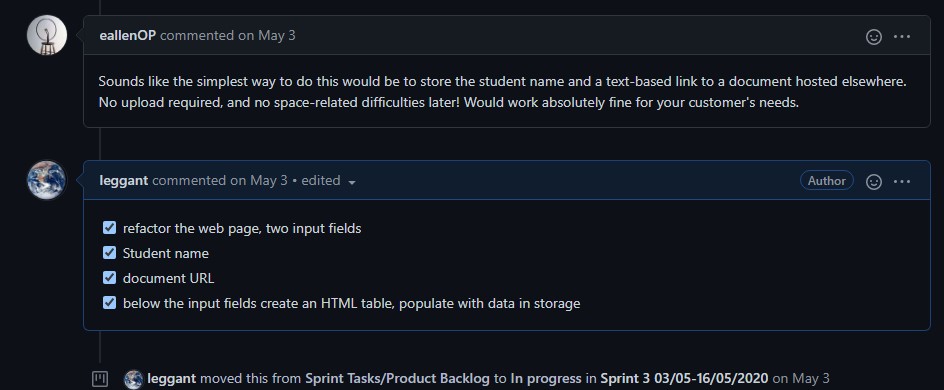 eallenOP commented on May 3
Sounds like the simplest way to do this would be to store the student name and a text-based link to a document hosted elsewhere.
No upload required, and no space-related difficulties later! Would work absolutely fine for your customer's needs.
leggant commented on May 3 • edited
Author
refactor the web page, two input fields
Student name
document URL
below the input fields create an HTML table, populate with data in storage
leggant moved this from Sprint Tasks/Product Backlog to In progress in Sprint 3 03/05-16/05/2020 on May 3